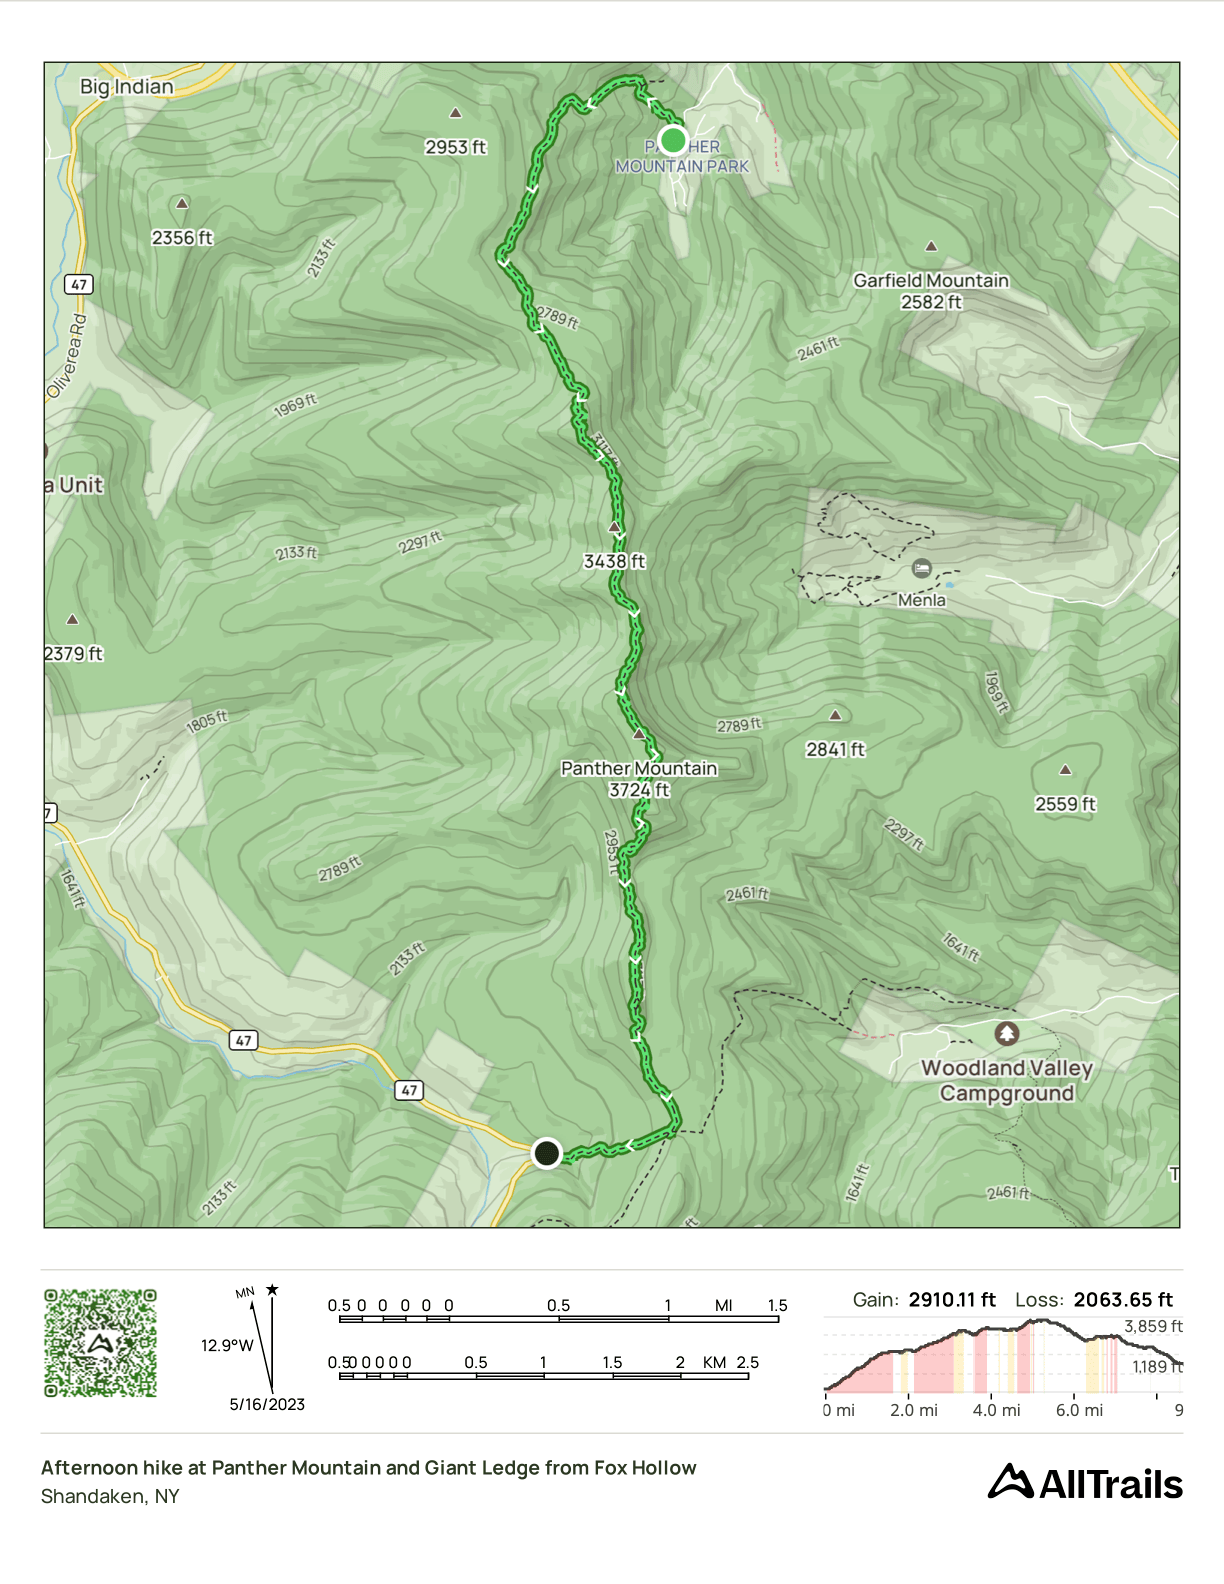 Big Indian
2953 ft
MOUNTAIN PARK
2356 ft
2133 ft
47
Garfield Mountain
2582 ft
2789 ft
Oliverea Rd
2461 ft
1969 ft
a Unit
2133 ft
2297 ft
3438 ft
Menla
2379 ft
1969 ft
1805 ft
2789 ft
2841 ft
Panther Mountain
3724 ft
2559 ft
7
2297 ft
2953 ft
2789 ft
1641 ft
2461 ft
2133 ft
1641 ft
47
Woodland Valley
Campground
47
2133 ft
1641 ft
2461 ft
T
ft
MN
12.9°W
5/16/2023
0.5 0 0 0 0 0 0.5 1 MI 1.5
0.5 0 0 0 0 0 0.5 1 1.5 2 KM 2.5
Gain: 2910.11 ft Loss: 2063.65 ft
3,859 ft
1,189 ft
0 mi 2.0 mi 4.0 mi 6.0 mi 9
Afternoon hike at Panther Mountain and Giant Ledge from Fox Hollow
Shandaken, NY
AllTrails